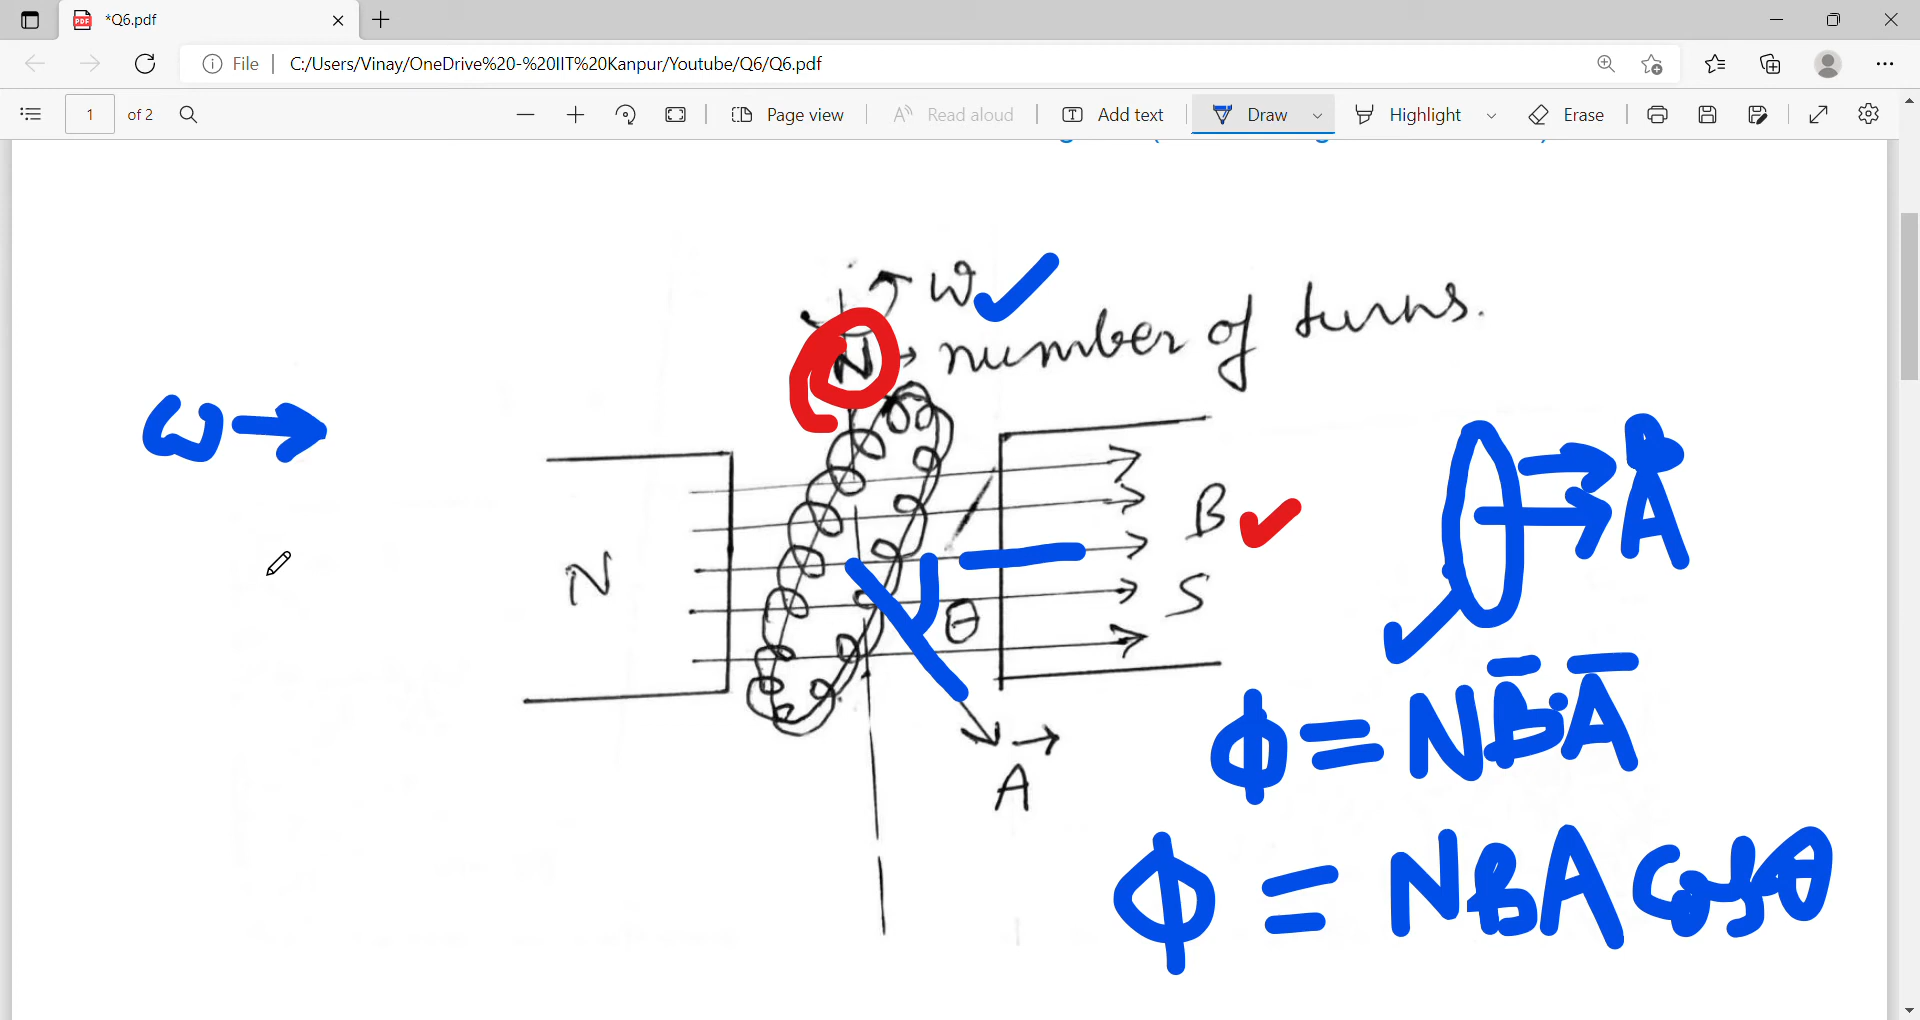 *Q6.pdf
File | C:/Users/Vinay/OneDrive%20-%20IIT%20Kanpur/Youtube/Q6/Q6.pdf
1 of 2 Page view Read aloud Add text Draw Highlight Erase
ω
N → number of turns.
ω →
B
A
N
B
S
θ
A
ϕ = N B̅·A̅
ϕ = NBA cosθ